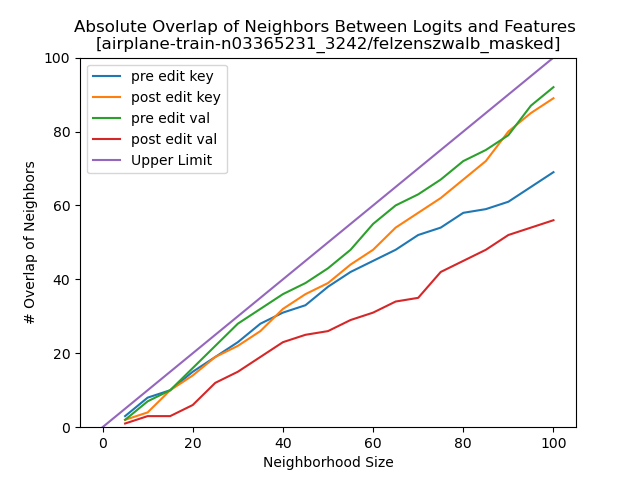 Absolute Overlap of Neighbors Between Logits and Features
[airplane-train-n03365231_3242/felzenszwalb_masked]
pre edit key
post edit key
pre edit val
post edit val
Upper Limit
# Overlap of Neighbors
100
80
60
40
20
0
0 20 40 60 80 100
Neighborhood Size